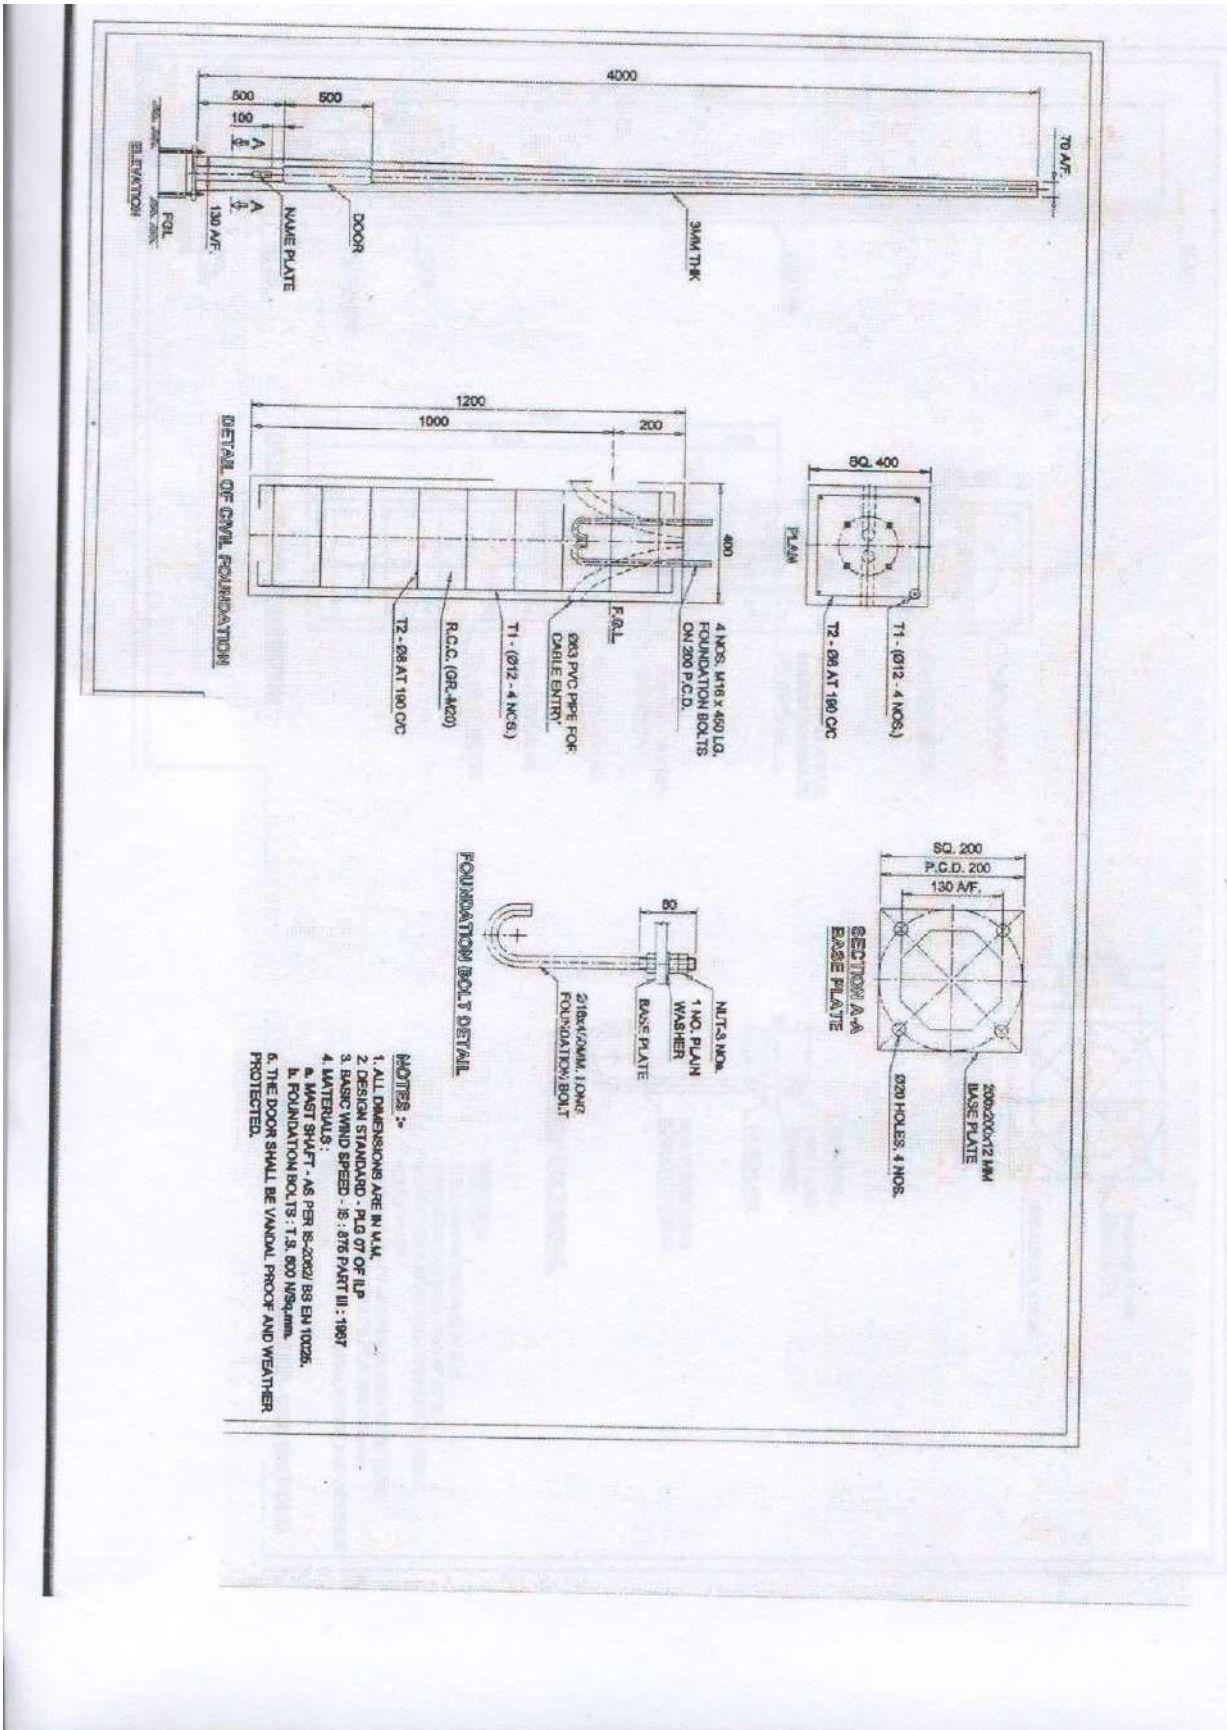 4000
500
500
100
A
A
70 A/F.
3MM THK
DOOR
NAME PLATE
130 A/F.
FGL
ELEVATION
1200
1000
200
400
4 NOS. M16 x 450 LG.
FOUNDATION BOLTS
ON 200 P.C.D.
F.G.L.
Ø63 PVC PIPE FOR
CABLE ENTRY
T1 - (Ø12 - 4 NOS.)
R.C.C. (GR.-M20)
T2 - Ø8 AT 190 C/C
DETAIL OF CIVIL FOUNDATION
SQ. 400
PLAN
T1 - (Ø12 - 4 NOS.)
T2 - Ø8 AT 190 C/C
SQ. 200
P.C.D. 200
130 A/F.
200x200x12 MM
BASE PLATE
Ø20 HOLES, 4 NOS.
SECTION A-A
BASE PLATE
80
NUT-3 NOs.
1 NO. PLAIN
WASHER
BASE PLATE
450MM. LONG
FOUNDATION BOLT
FOUNDATION BOLT DETAIL
NOTES :-
1. ALL DIMENSIONS ARE IN M.M.
2. DESIGN STANDARD - PLG 07 OF ILP
3. BASIC WIND SPEED - IS : 875 PART III : 1987
4. MATERIALS :
a. MAST SHAFT - AS PER IS-2062/ BS EN 10025.
b. FOUNDATION BOLTS : T.S. 600 N/Sq.mm.
5. THE DOOR SHALL BE VANDAL PROOF AND WEATHER
PROTECTED.